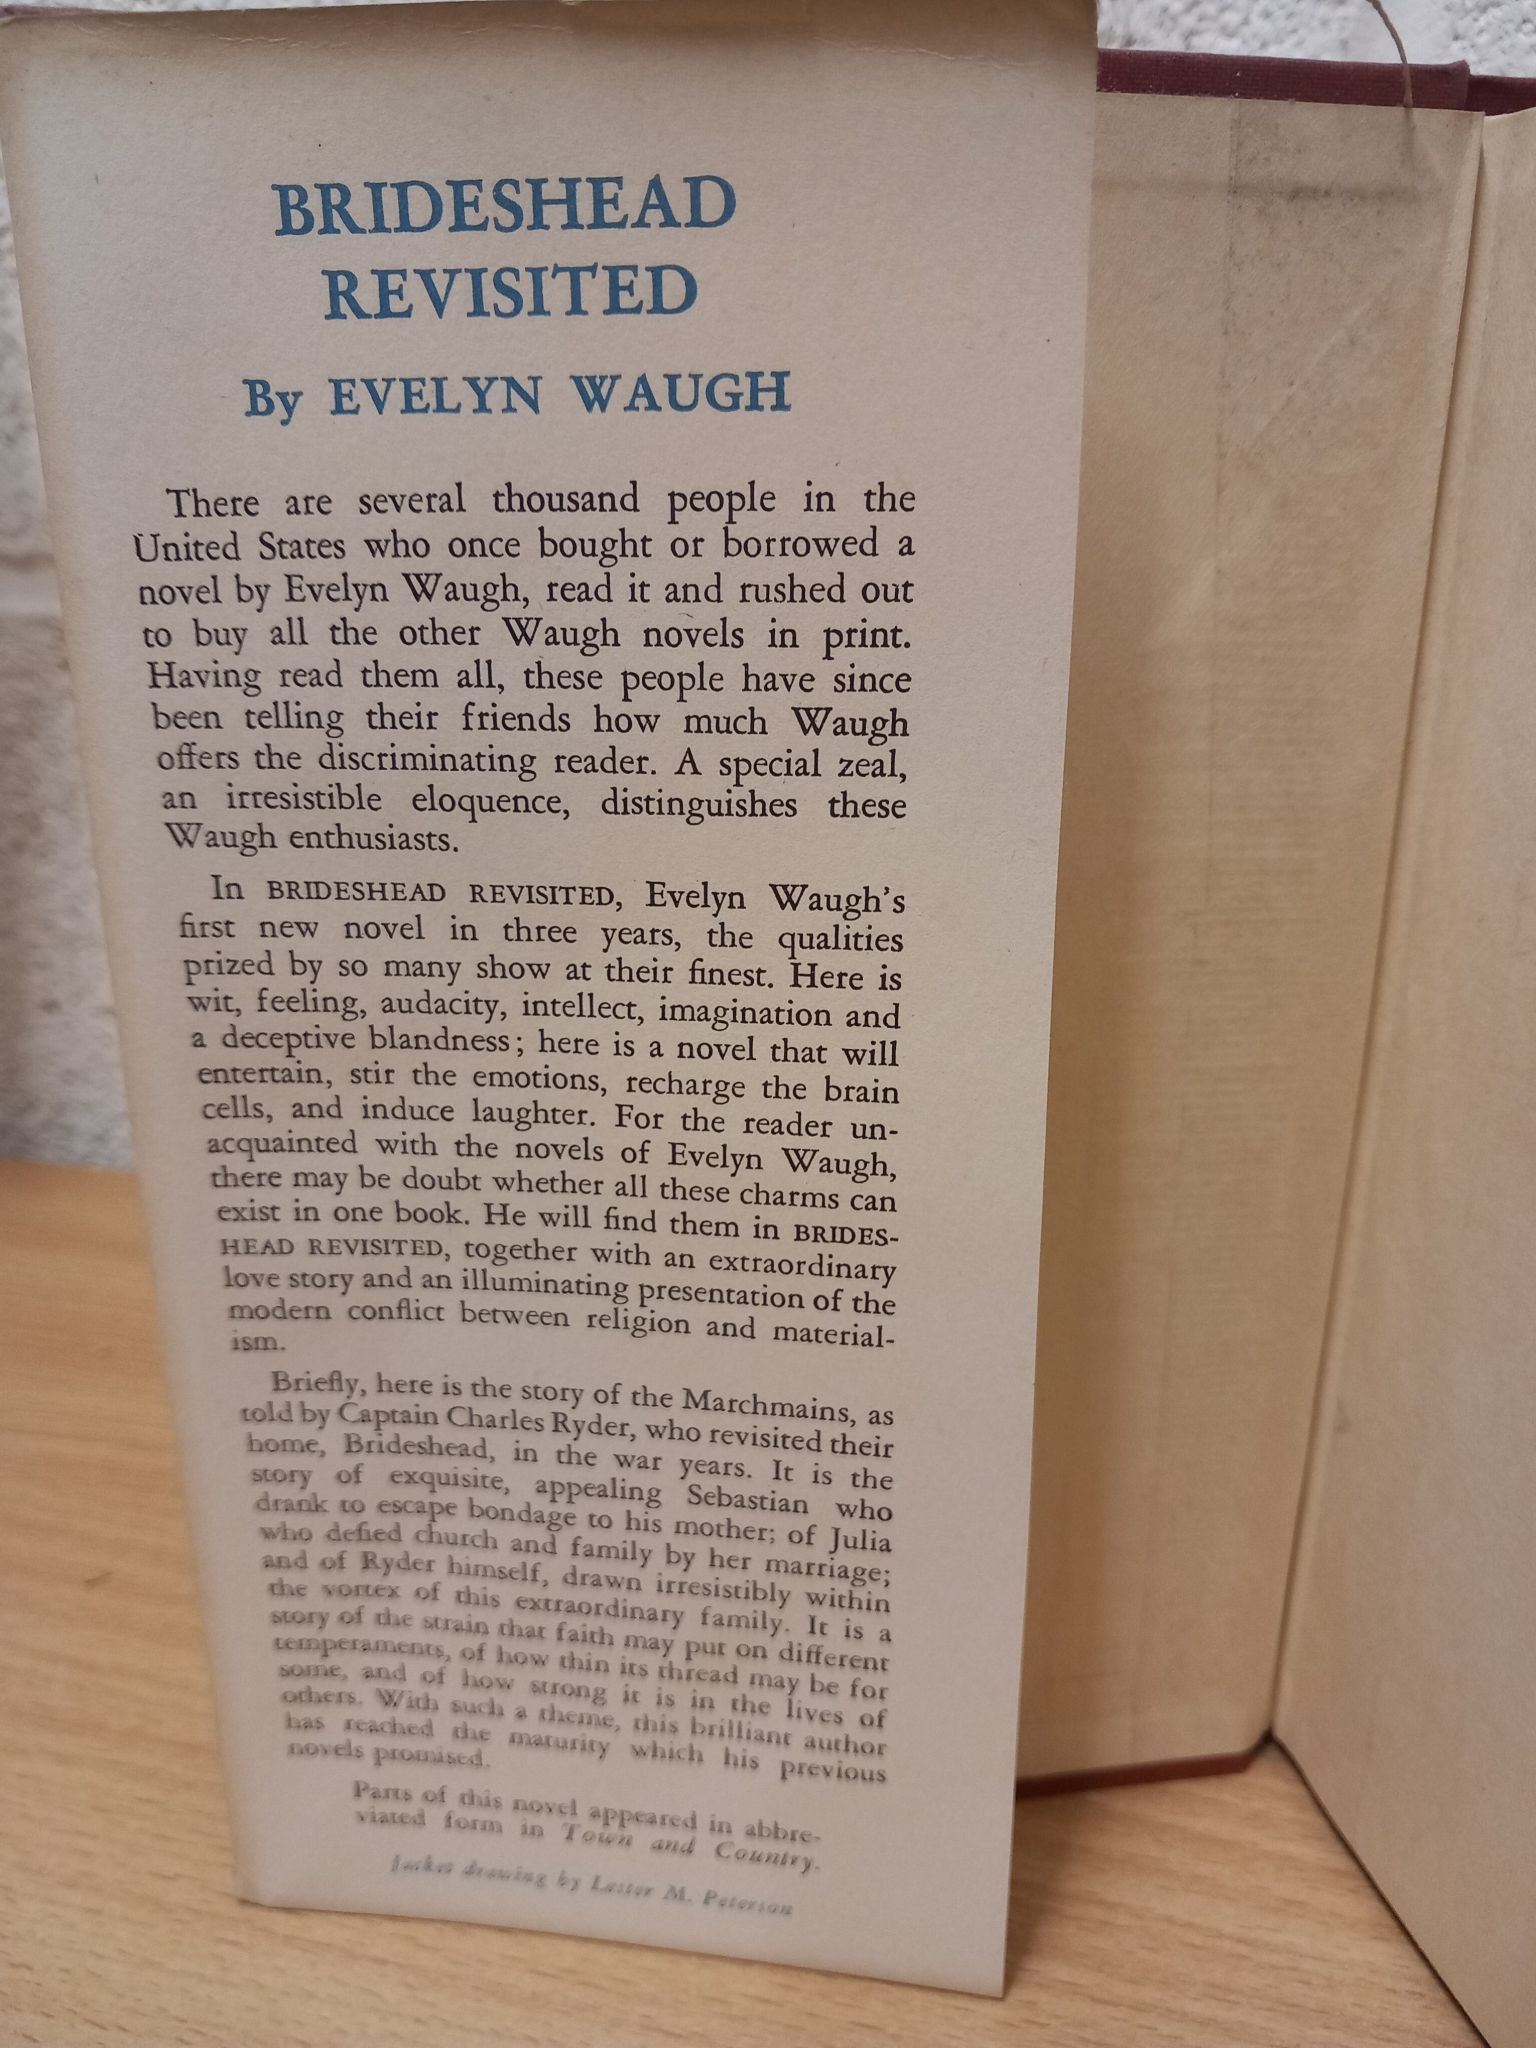 BRIDESHEAD
REVISITED
By EVELYN WAUGH
There are several thousand people in the
United States who once bought or borrowed a
novel by Evelyn Waugh, read it and rushed out
to buy all the other Waugh novels in print.
Having read them all, these people have since
been telling their friends how much Waugh
offers the discriminating reader. A special zeal,
an irresistible eloquence, distinguishes these
Waugh enthusiasts.
In BRIDESHEAD REVISITED, Evelyn Waugh's
first new novel in three years, the qualities
prized by so many show at their finest. Here is
wit, feeling, audacity, intellect, imagination and
a deceptive blandness; here is a novel that will
entertain, stir the emotions, recharge the brain
cells, and induce laughter. For the reader un-
acquainted with the novels of Evelyn Waugh,
there may be doubt whether all these charms can
exist in one book. He will find them in BRIDES-
HEAD REVISITED, together with an extraordinary
love story and an illuminating presentation of the
modern conflict between religion and material-
ism.
Briefly, here is the story of the Marchmains, as
told by Captain Charles Ryder, who revisited their
home, Brideshead, in the war years. It is the
story of exquisite, appealing Sebastian who
drank to escape bondage to his mother; of Julia
who defied church and family by her marriage;
and of Ryder himself, drawn irresistibly within
the vortex of this extraordinary family. It is a
story of the strain that faith may put on different
temperaments, of how thin its thread may be for
some, and of how strong it is in the lives of
others. With such a theme, this brilliant author
has reached the maturity which his previous
novels promised.
Parts of this novel appeared in abbre-
viated form in Town and Country.
Jacket drawing by Lester M. Peterson